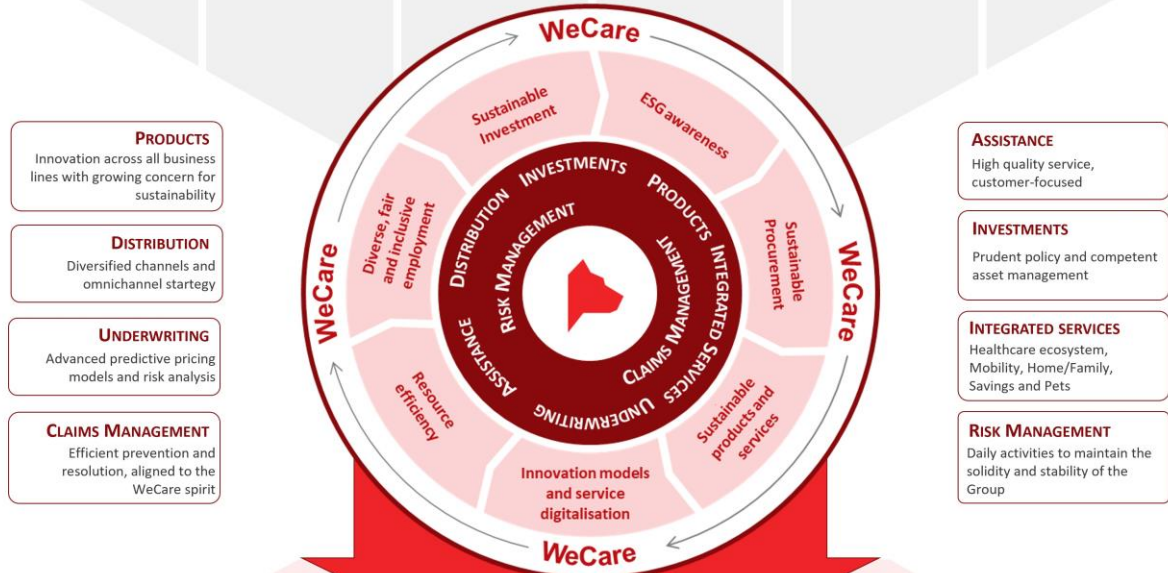 PRODUCTS
Innovation across all business
lines with growing concern for
sustainability
DISTRIBUTION
Diversified channels and
omnichannel startegy
UNDERWRITING
Advanced predictive pricing
models and risk analysis
CLAIMS MANAGEMENT
Efficient prevention and
resolution, aligned to the
WeCare spirit
WeCare
WeCare
WeCare
WeCare
Sustainable
Investment
ESG awareness
Sustainable
Procurement
Sustainable
products and
services
Innovation models
and service
digitalisation
Resource
efficiency
Diverse, fair
and inclusive
employment
INVESTMENTS
PRODUCTS
INTEGRATED SERVICES
UNDERWRITING
ASSISTANCE
DISTRIBUTION
RISK MANAGEMENT
CLAIMS MANAGEMENT
ASSISTANCE
High quality service,
customer-focused
INVESTMENTS
Prudent policy and competent
asset management
INTEGRATED SERVICES
Healthcare ecosystem,
Mobility, Home/Family,
Savings and Pets
RISK MANAGEMENT
Daily activities to maintain the
solidity and stability of the
Group